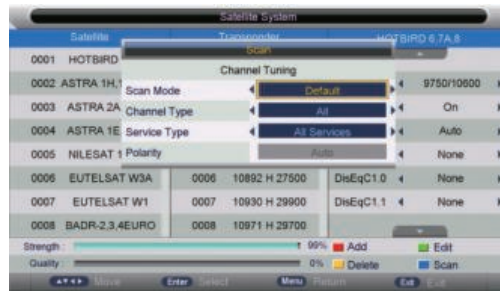 Satellite System
Satellite Transponder HOTBIRD 6.7A,8
Scan
0001 HOTBIRD
Channel Tuning
0002 ASTRA 1H,1 Scan Mode Default 9750/10600
0003 ASTRA 2A Channel Type All On
0004 ASTRA 1E Service Type All Services Auto
0005 NILESAT 1 Polarity Auto None
0006 EUTELSAT W3A 0006 10892 H 27500 DisEqC1.0 None
0007 EUTELSAT W1 0007 10930 H 29900 DisEqC1.1 None
0008 BADR-2,3,4EURO 0008 10971 H 29700
Strength : 99% Add Edit
Quality : 0% Delete Scan
Move Enter Select Menu Return Exit Exit